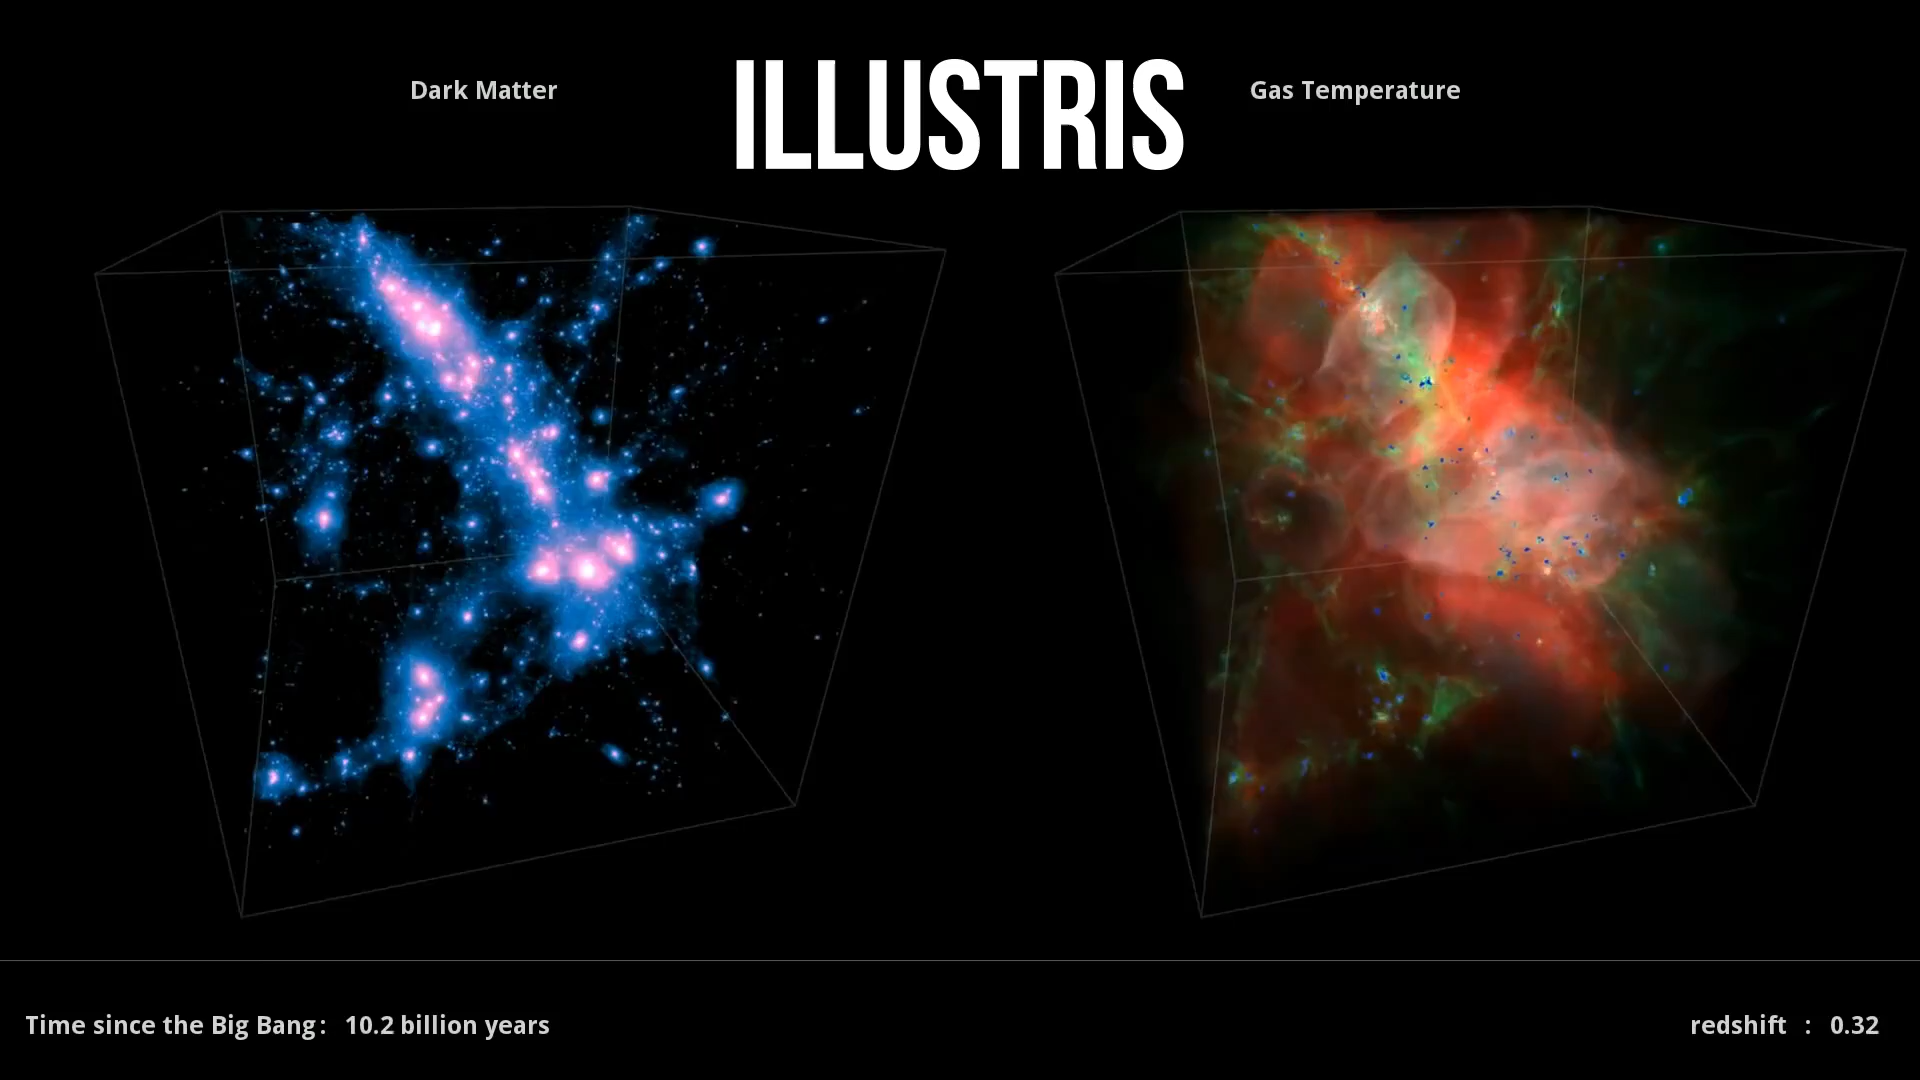 Dark Matter
ILLUSTRIS
Gas Temperature
Time since the Big Bang: 10.2 billion years
redshift : 0.32